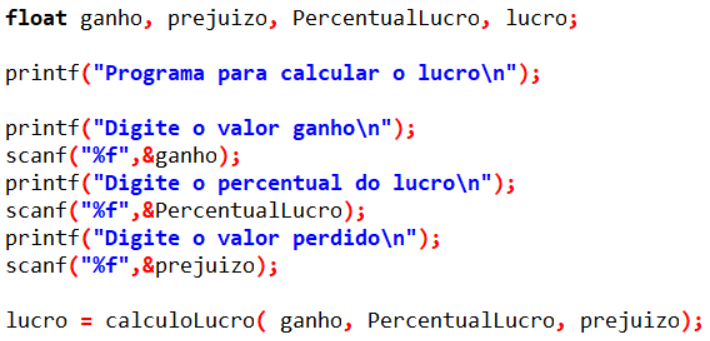 float ganho, prejuizo, PercentualLucro, lucro;
printf("Programa para calcular o lucro\n");
printf("Digite o valor ganho\n");
scanf("%f",&ganho);
printf("Digite o percentual do lucro\n");
scanf("%f",&PercentualLucro);
printf("Digite o valor perdido\n");
scanf("%f",&prejuizo);
lucro = calculoLucro( ganho, PercentualLucro, prejuizo);